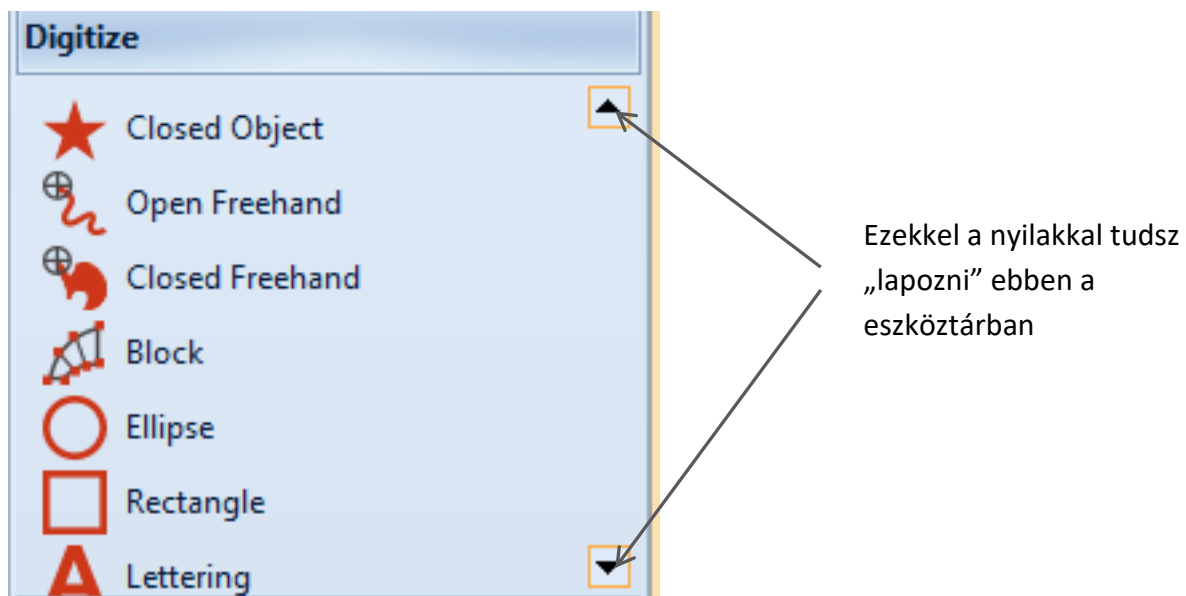 Digitize
Closed Object
Open Freehand
Closed Freehand
Block
Ellipse
Rectangle
Lettering
Ezekkel a nyilakkal tudsz
„lapozni” ebben a
eszköztárban